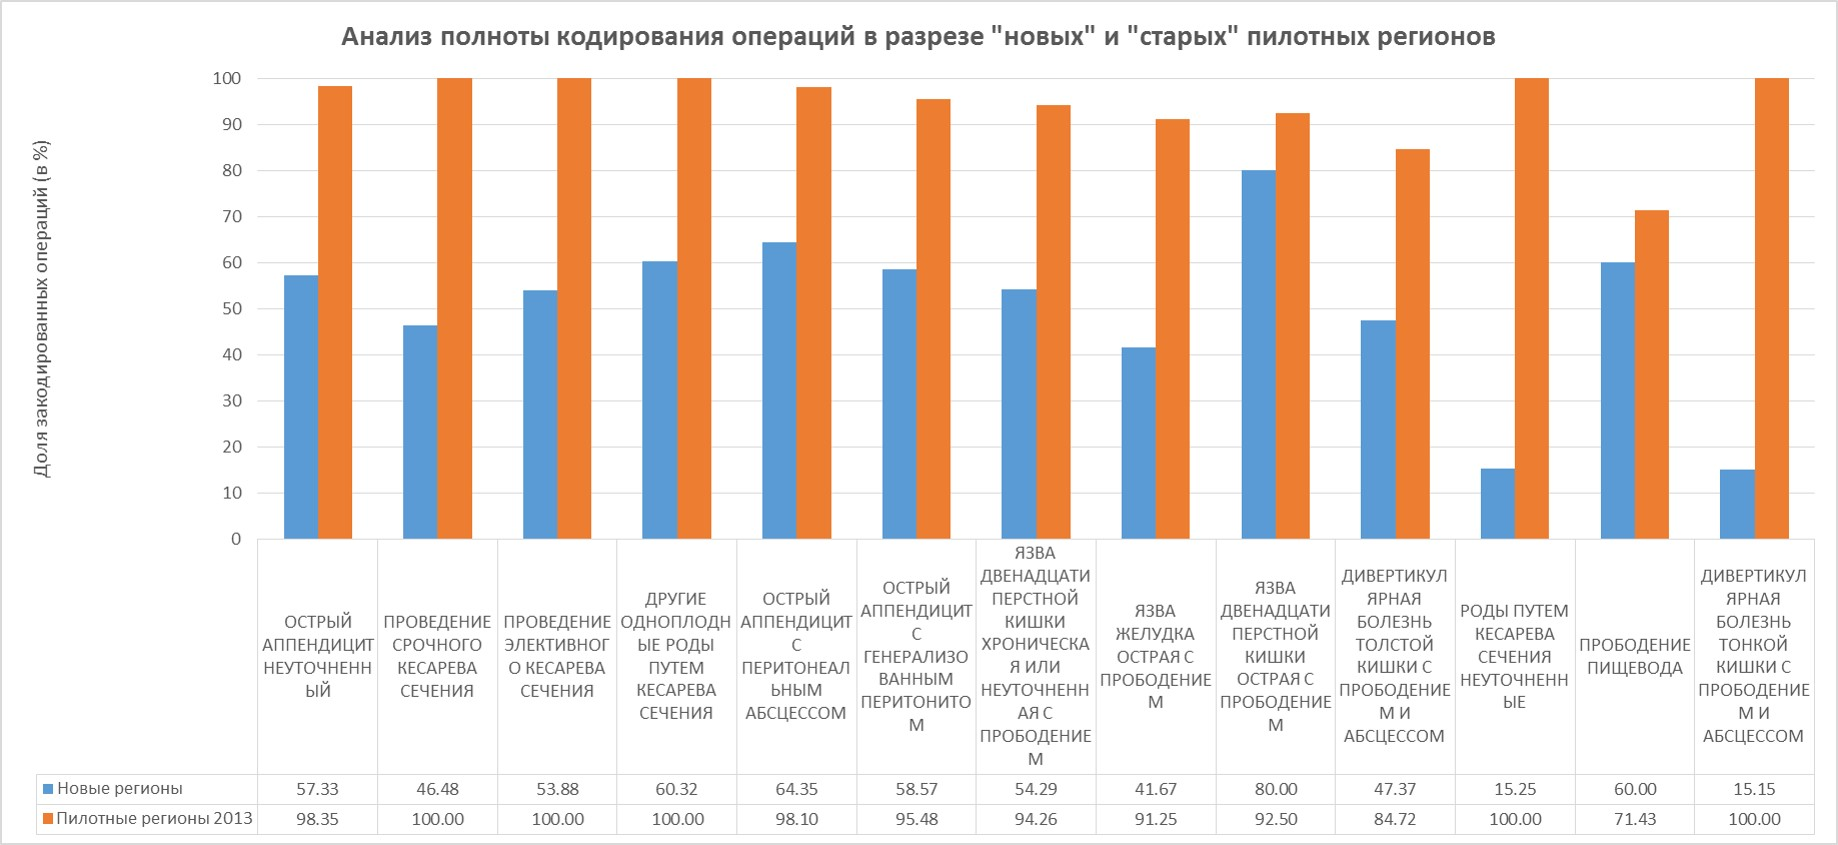 Анализ полноты кодирования операций в разрезе "новых" и "старых" пилотных регионов
Доля закодированных операций (в %)
100
90
80
70
60
50
40
30
20
10
0
ОСТРЫЙ
АППЕНДИЦИТ
НЕУТОЧНЕНН
ЫЙ
ПРОВЕДЕНИЕ
СРОЧНОГО
КЕСАРЕВА
СЕЧЕНИЯ
ПРОВЕДЕНИЕ
ЭЛЕКТИВНОГ
О КЕСАРЕВА
СЕЧЕНИЯ
ДРУГИЕ
ОДНОПЛОДН
ЫЕ РОДЫ
ПУТЕМ
КЕСАРЕВА
СЕЧЕНИЯ
ОСТРЫЙ
АППЕНДИЦИТ
С
ПЕРИТОНЕАЛ
ЬНЫМ
АБСЦЕССОМ
ОСТРЫЙ
АППЕНДИЦИТ
С
ГЕНЕРАЛИЗО
ВАННЫМ
ПЕРИТОНИТО
М
ЯЗВА
ДВЕНАДЦАТИ
ПЕРСТНОЙ
КИШКИ
ХРОНИЧЕСКА
Я ИЛИ
НЕУТОЧНЕНН
АЯ С
ПРОБОДЕНИЕ
М
ЯЗВА
ЖЕЛУДКА
ОСТРАЯ С
ПРОБОДЕНИЕ
М
ЯЗВА
ДВЕНАДЦАТИ
ПЕРСТНОЙ
КИШКИ
ОСТРАЯ С
ПРОБОДЕНИЕ
М
ДИВЕРТИКУЛ
ЯРНАЯ
БОЛЕЗНЬ
ТОЛСТОЙ
КИШКИ С
ПРОБОДЕНИЕ
М И
АБСЦЕССОМ
РОДЫ ПУТЕМ
КЕСАРЕВА
СЕЧЕНИЯ
НЕУТОЧНЕНН
ЫЕ
ПРОБОДЕНИЕ
ПИЩЕВОДА
ДИВЕРТИКУЛ
ЯРНАЯ
БОЛЕЗНЬ
ТОНКОЙ
КИШКИ С
ПРОБОДЕНИЕ
М И
АБСЦЕССОМ
Новые регионы 57.33 46.48 53.88 60.32 64.35 58.57 54.29 41.67 80.00 47.37 15.25 60.00 15.15
Пилотные регионы 2013 98.35 100.00 100.00 100.00 98.10 95.48 94.26 91.25 92.50 84.72 100.00 71.43 100.00